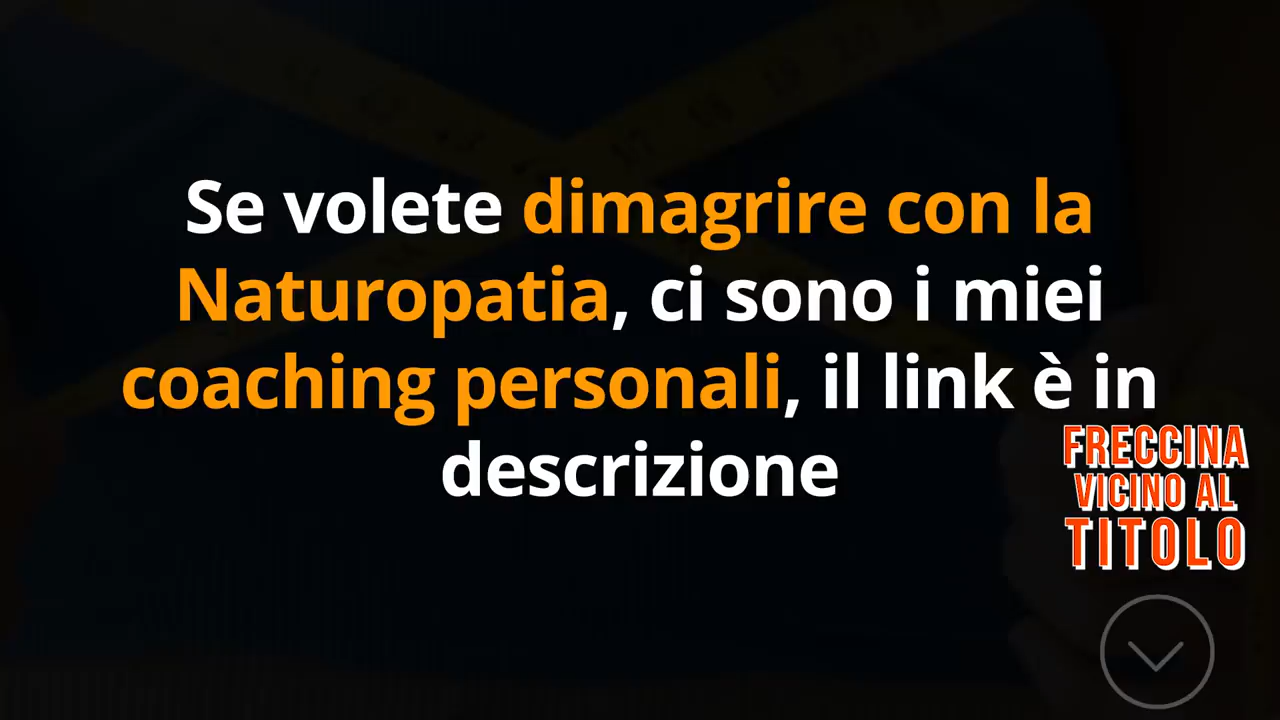 Se volete dimagrire con la
Naturopatia, ci sono i miei
coaching personali, il link è in
descrizione
FRECCINA
VICINO AL
TITOLO